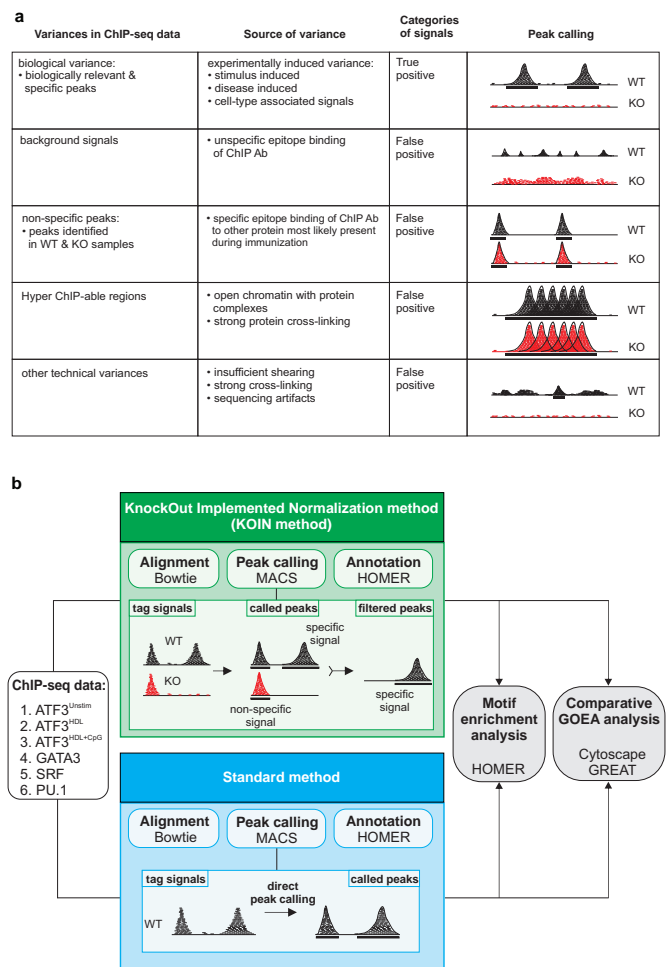 a
Variances in ChIP-seq data
Source of variance
Categories
of signals
Peak calling
biological variance:
• biologically relevant &
specific peaks
experimentally induced variance:
• stimulus induced
• disease induced
• cell-type associated signals
True
positive
WT
KO
background signals
• unspecific epitope binding
of ChIP Ab
False
positive
WT
KO
non-specific peaks:
• peaks identified
in WT & KO samples
• specific epitope binding of ChIP Ab
to other protein most likely present
during immunization
False
positive
WT
KO
Hyper ChIP-able regions
• open chromatin with protein
complexes
• strong protein cross-linking
False
positive
WT
KO
other technical variances
• insufficient shearing
• strong cross-linking
• sequencing artifacts
False
positive
WT
KO
b
KnockOut Implemented Normalization method
(KOIN method)
Alignment
Bowtie
Peak calling
MACS
Annotation
HOMER
tag signals
called peaks
filtered peaks
WT
KO
specific
signal
non-specific
signal
specific
signal
ChIP-seq data:
1. ATF3Unstim
2. ATF3HDL
3. ATF3HDL+CpG
4. GATA3
5. SRF
6. PU.1
Motif
enrichment
analysis
HOMER
Comparative
GOEA analysis
Cytoscape
GREAT
Standard method
Alignment
Bowtie
Peak calling
MACS
Annotation
HOMER
tag signals
called peaks
direct
peak calling
WT